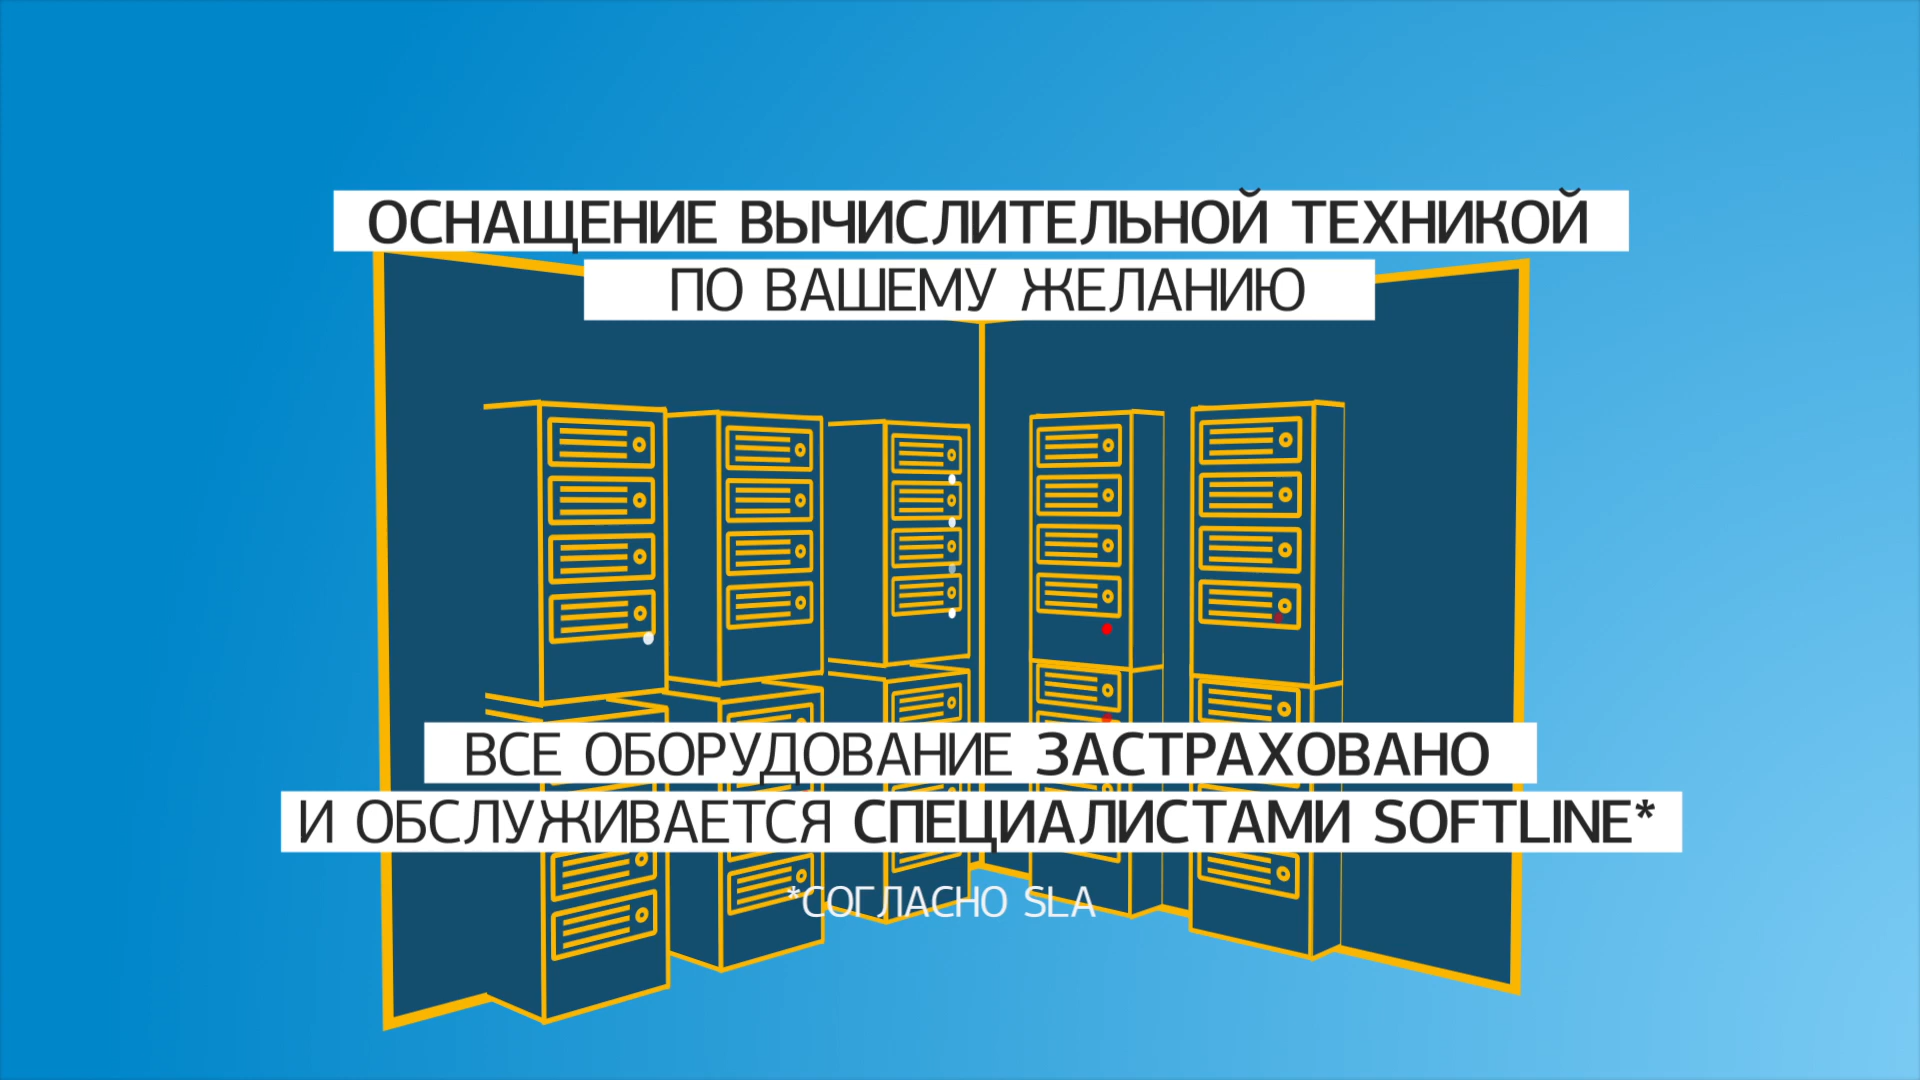 ОСНАЩЕНИЕ ВЫЧИСЛИТЕЛЬНОЙ ТЕХНИКОЙ
ПО ВАШЕМУ ЖЕЛАНИЮ
ВСЕ ОБОРУДОВАНИЕ ЗАСТРАХОВАНО
И ОБСЛУЖИВАЕТСЯ СПЕЦИАЛИСТАМИ SOFTLINE*
*СОГЛАСНО SLA